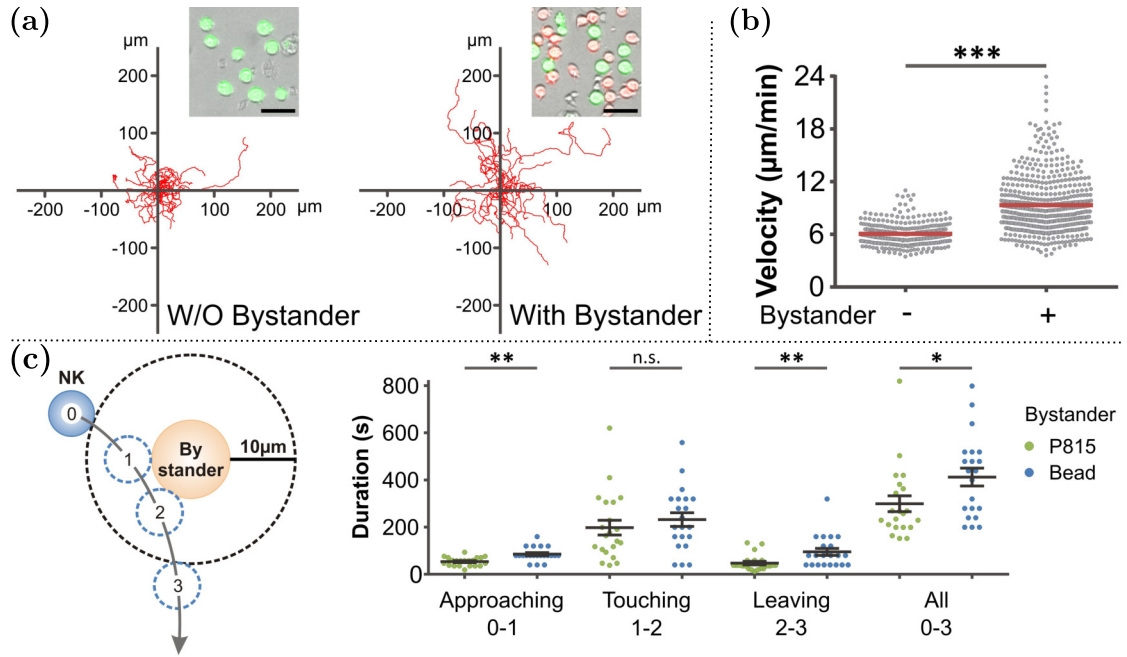 (a)
µm
200
100
-200
-100
100
200
µm
-100
-200
W/O Bystander
µm
200
100
-200
-100
100
200
µm
-100
-200
With Bystander
(b)
***
Velocity (µm/min)
24
18
12
6
0
Bystander
-
+
(c)
NK
0
1
2
3
By
stander
10µm
Duration (s)
800
600
400
200
0
**
n.s.
**
*
Approaching
0-1
Touching
1-2
Leaving
2-3
All
0-3
Bystander
P815
Bead